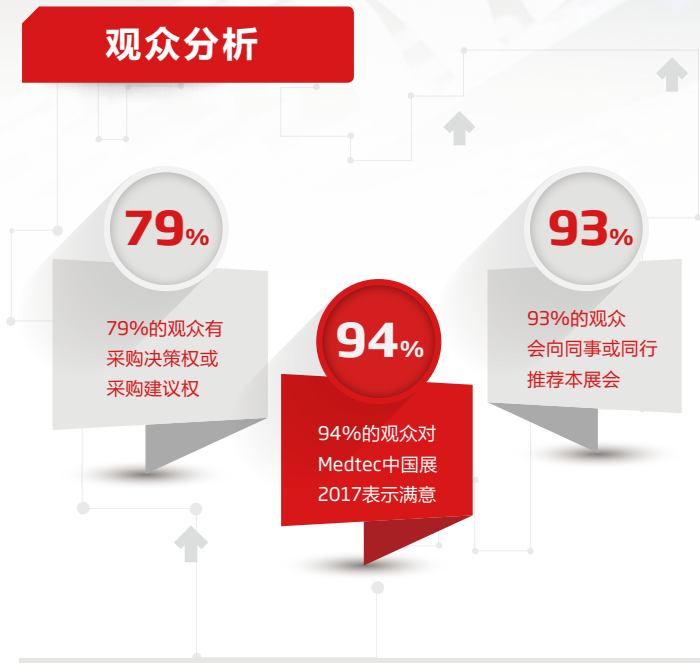 观众分析
79%
79%的观众有
采购决策权或
采购建议权
94%
94%的观众对
Medtec中国展
2017表示满意
93%
93%的观众
会向同事或同行
推荐本展会